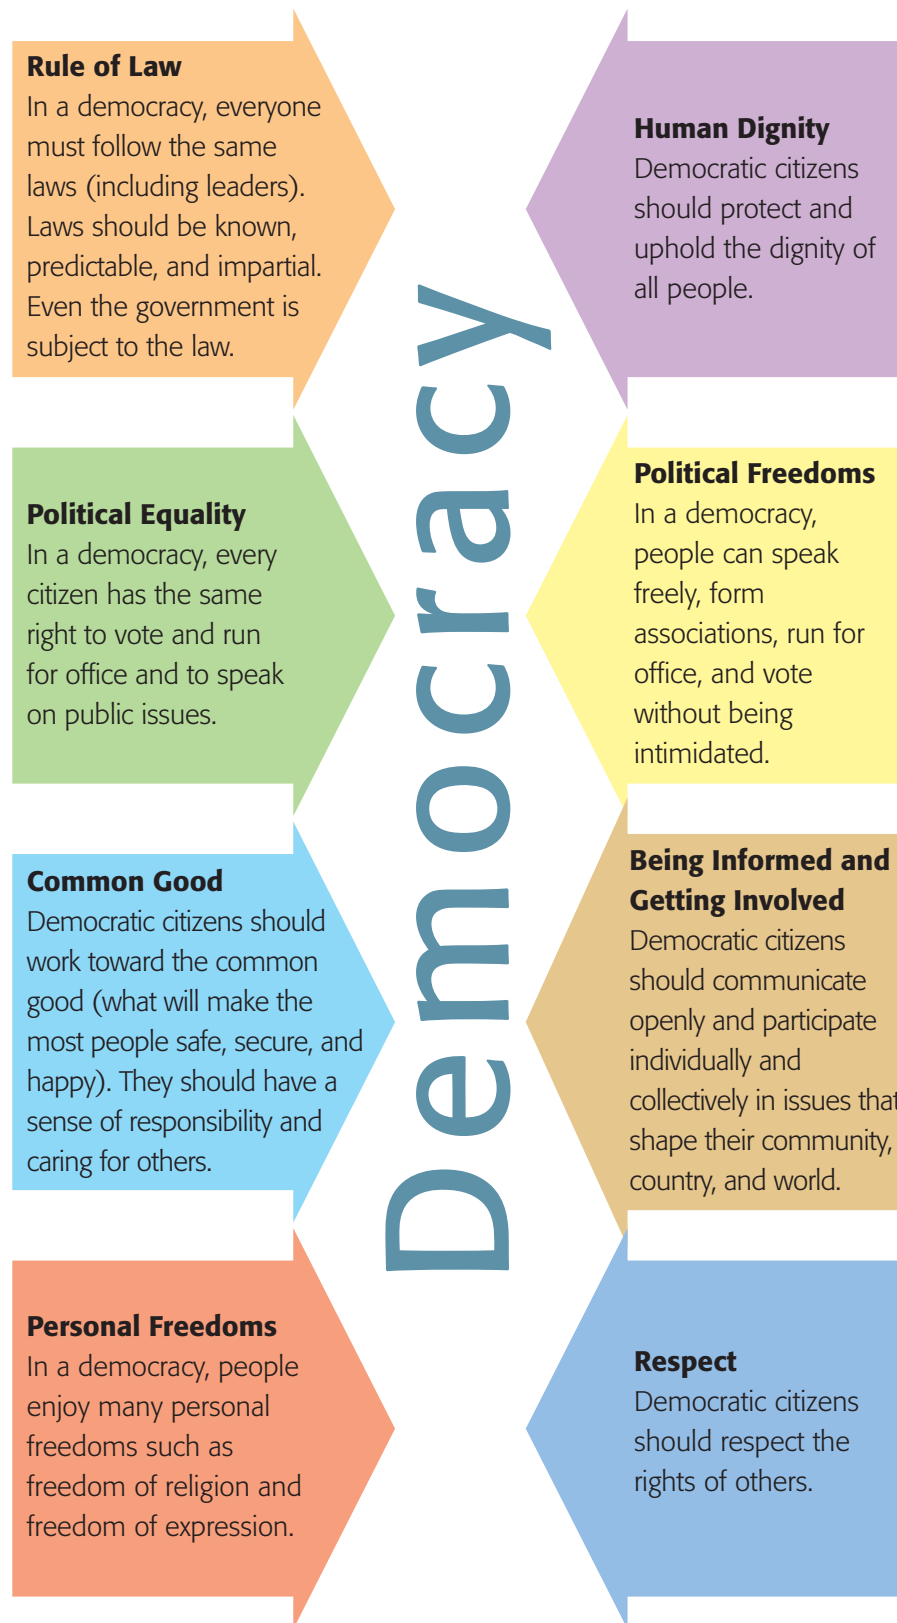 Rule of Law
In a democracy, everyone
must follow the same
laws (including leaders).
Laws should be known,
predictable, and impartial.
Even the government is
subject to the law.
Political Equality
In a democracy, every
citizen has the same
right to vote and run
for office and to speak
on public issues.
Common Good
Democratic citizens should
work toward the common
good (what will make the
most people safe, secure, and
happy). They should have a
sense of responsibility and
caring for others.
Personal Freedoms
In a democracy, people
enjoy many personal
freedoms such as
freedom of religion and
freedom of expression.
Democracy
Human Dignity
Democratic citizens
should protect and
uphold the dignity of
all people.
Political Freedoms
In a democracy,
people can speak
freely, form
associations, run for
office, and vote
without being
intimidated.
Being Informed and
Getting Involved
Democratic citizens
should communicate
openly and participate
individually and
collectively in issues that
shape their community,
country, and world.
Respect
Democratic citizens
should respect the
rights of others.